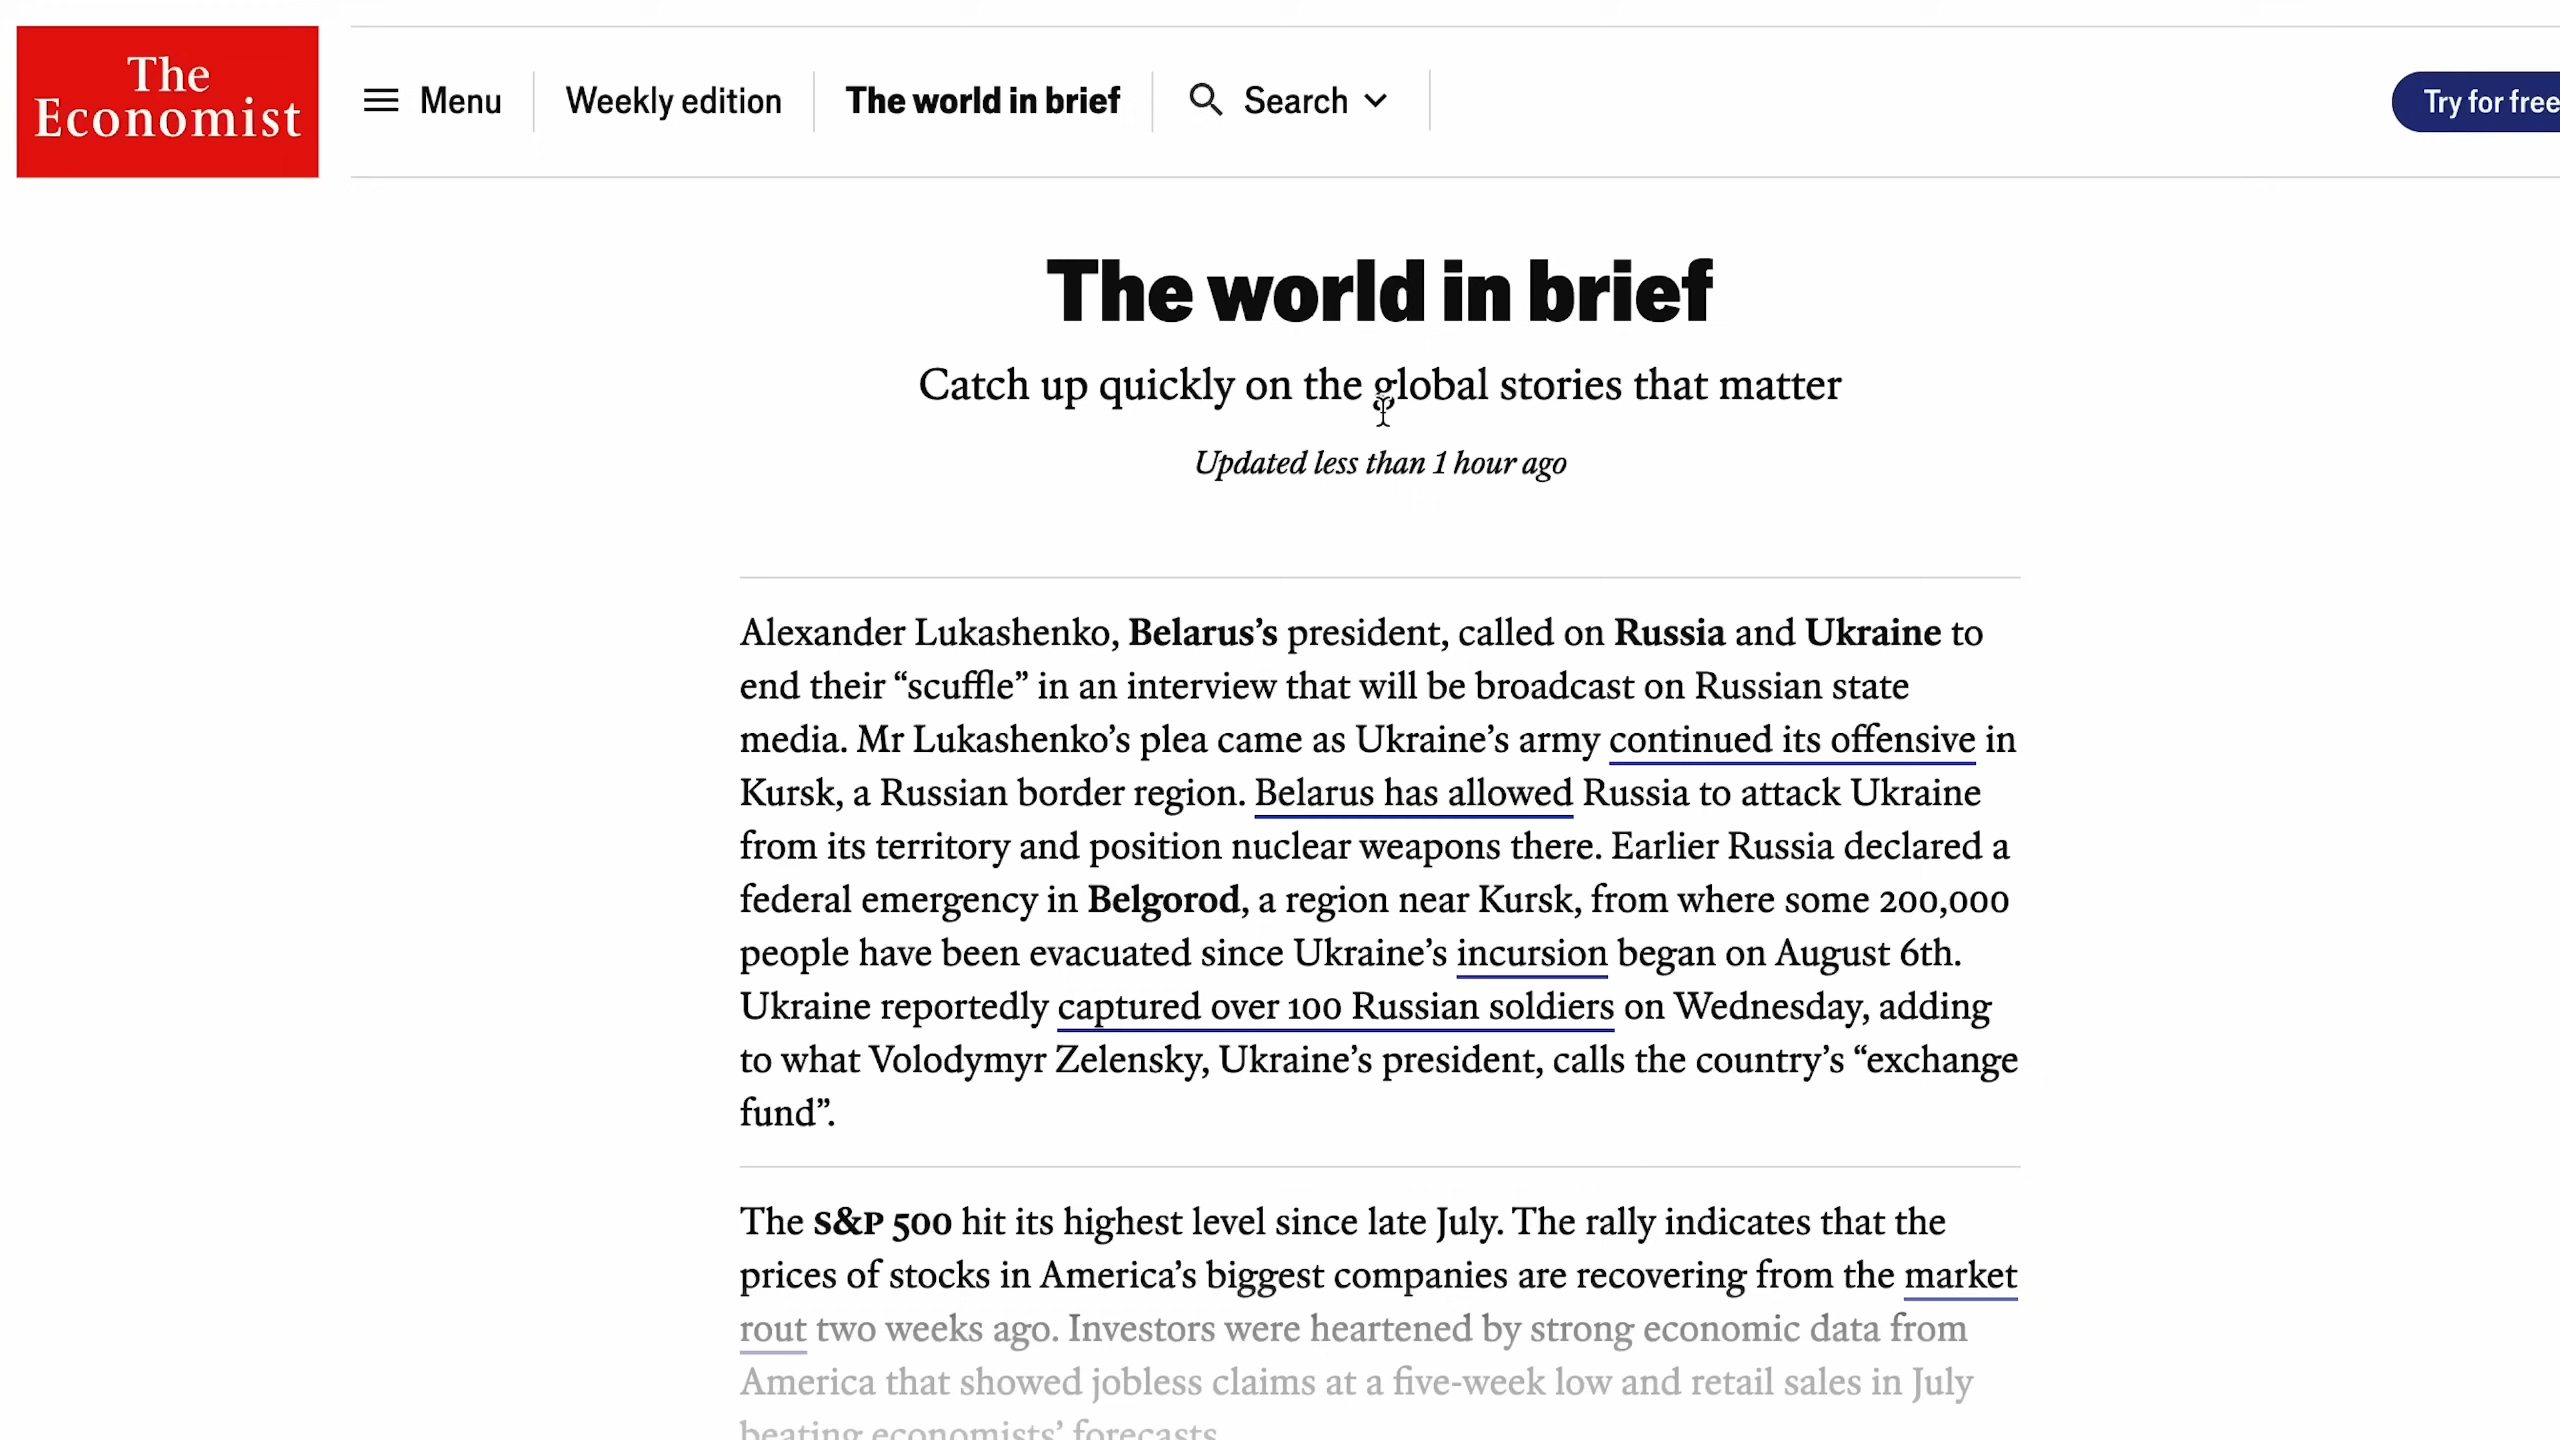 The
Economist
Menu
Weekly edition
The world in brief
Search
Try for free
The world in brief
Catch up quickly on the global stories that matter
Updated less than 1 hour ago
Alexander Lukashenko, Belarus’s president, called on Russia and Ukraine to
end their “scuffle” in an interview that will be broadcast on Russian state
media. Mr Lukashenko’s plea came as Ukraine’s army continued its offensive in
Kursk, a Russian border region. Belarus has allowed Russia to attack Ukraine
from its territory and position nuclear weapons there. Earlier Russia declared a
federal emergency in Belgorod, a region near Kursk, from where some 200,000
people have been evacuated since Ukraine’s incursion began on August 6th.
Ukraine reportedly captured over 100 Russian soldiers on Wednesday, adding
to what Volodymyr Zelensky, Ukraine’s president, calls the country’s “exchange
fund”.
The S&P 500 hit its highest level since late July. The rally indicates that the
prices of stocks in America’s biggest companies are recovering from the market
rout two weeks ago. Investors were heartened by strong economic data from
America that showed jobless claims at a five-week low and retail sales in July
beating economists’ forecasts.